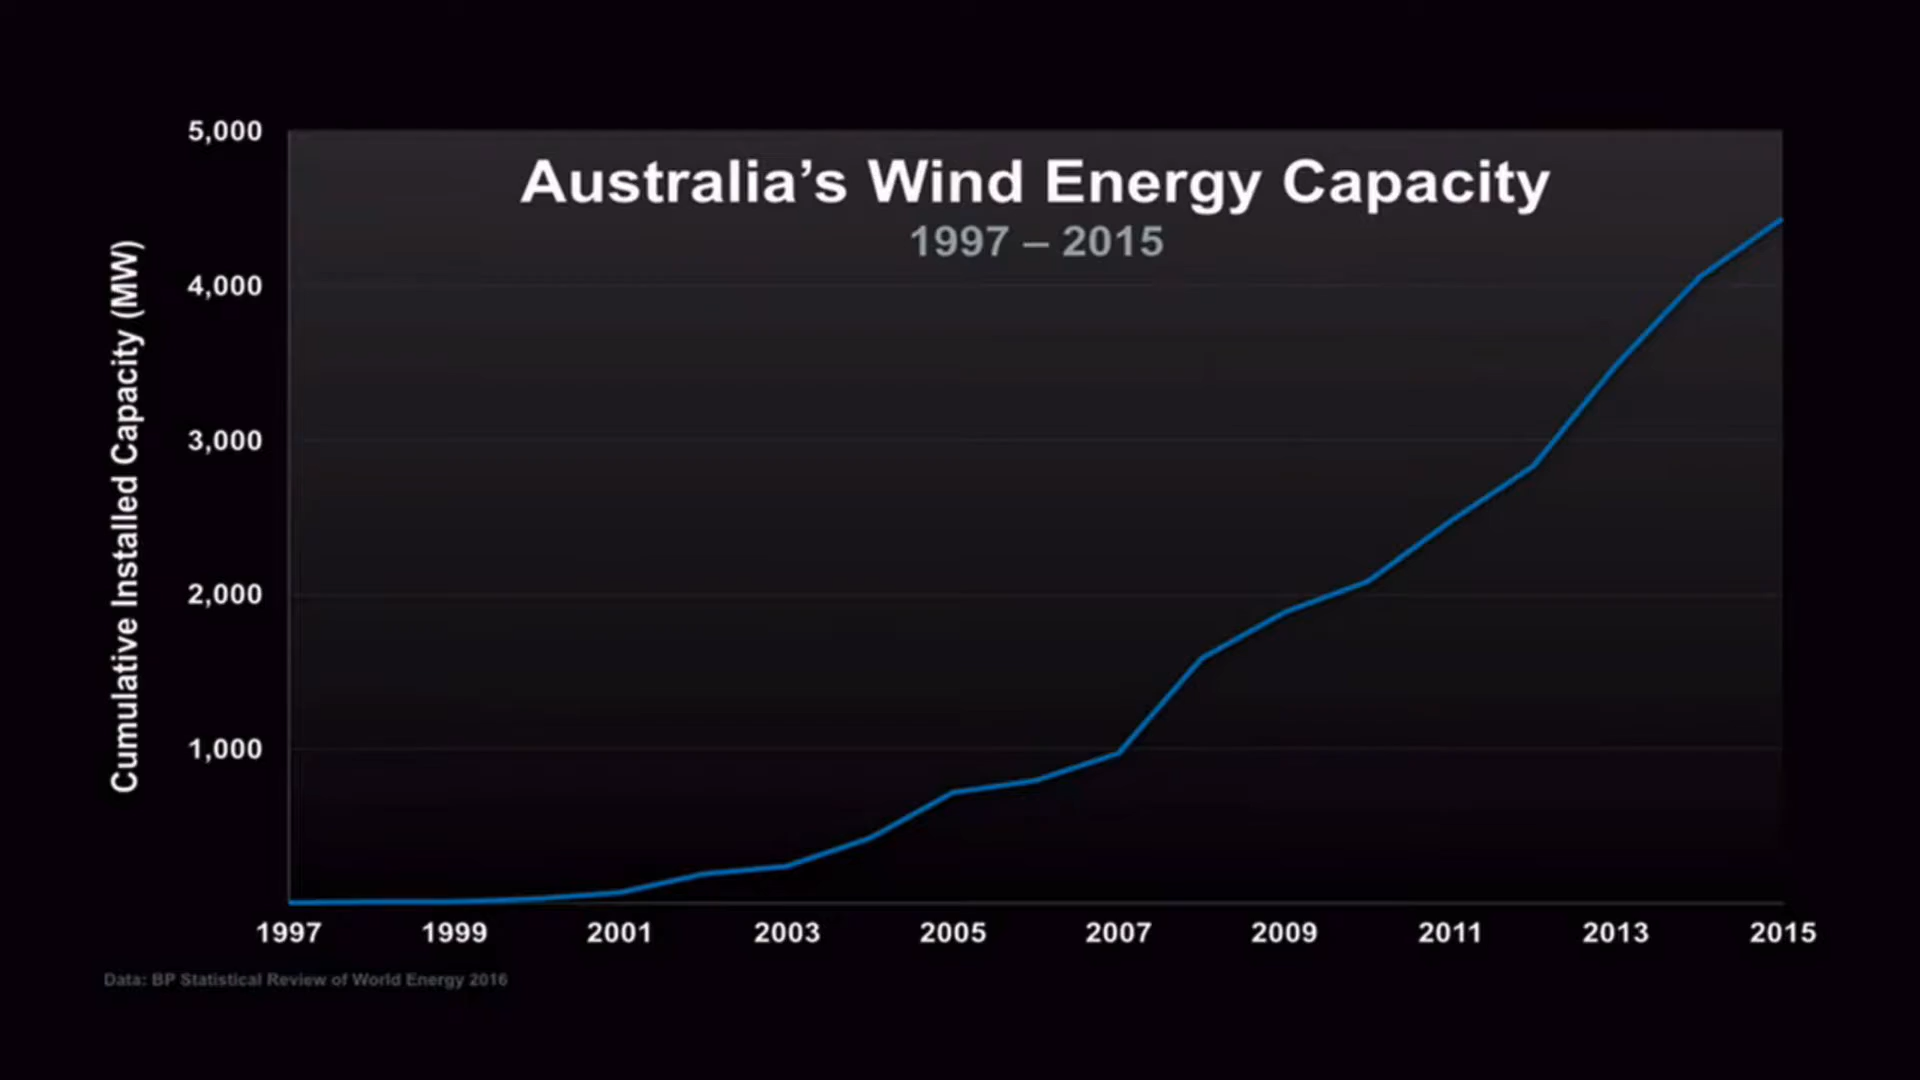 Australia’s Wind Energy Capacity
1997 – 2015
Cumulative Installed Capacity (MW)
5,000
4,000
3,000
2,000
1,000
1997 1999 2001 2003 2005 2007 2009 2011 2013 2015
Data: BP Statistical Review of World Energy 2016